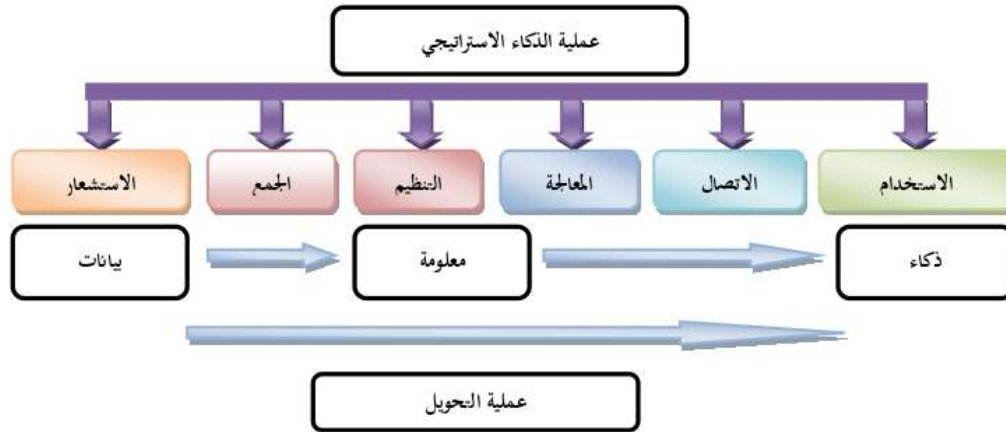 عملية الذكاء الاستراتيجي
الاستشعار
الجمع
التنظيم
المعالجة
الاتصال
الاستخدام
بيانات
معلومة
ذكاء
عملية التحويل